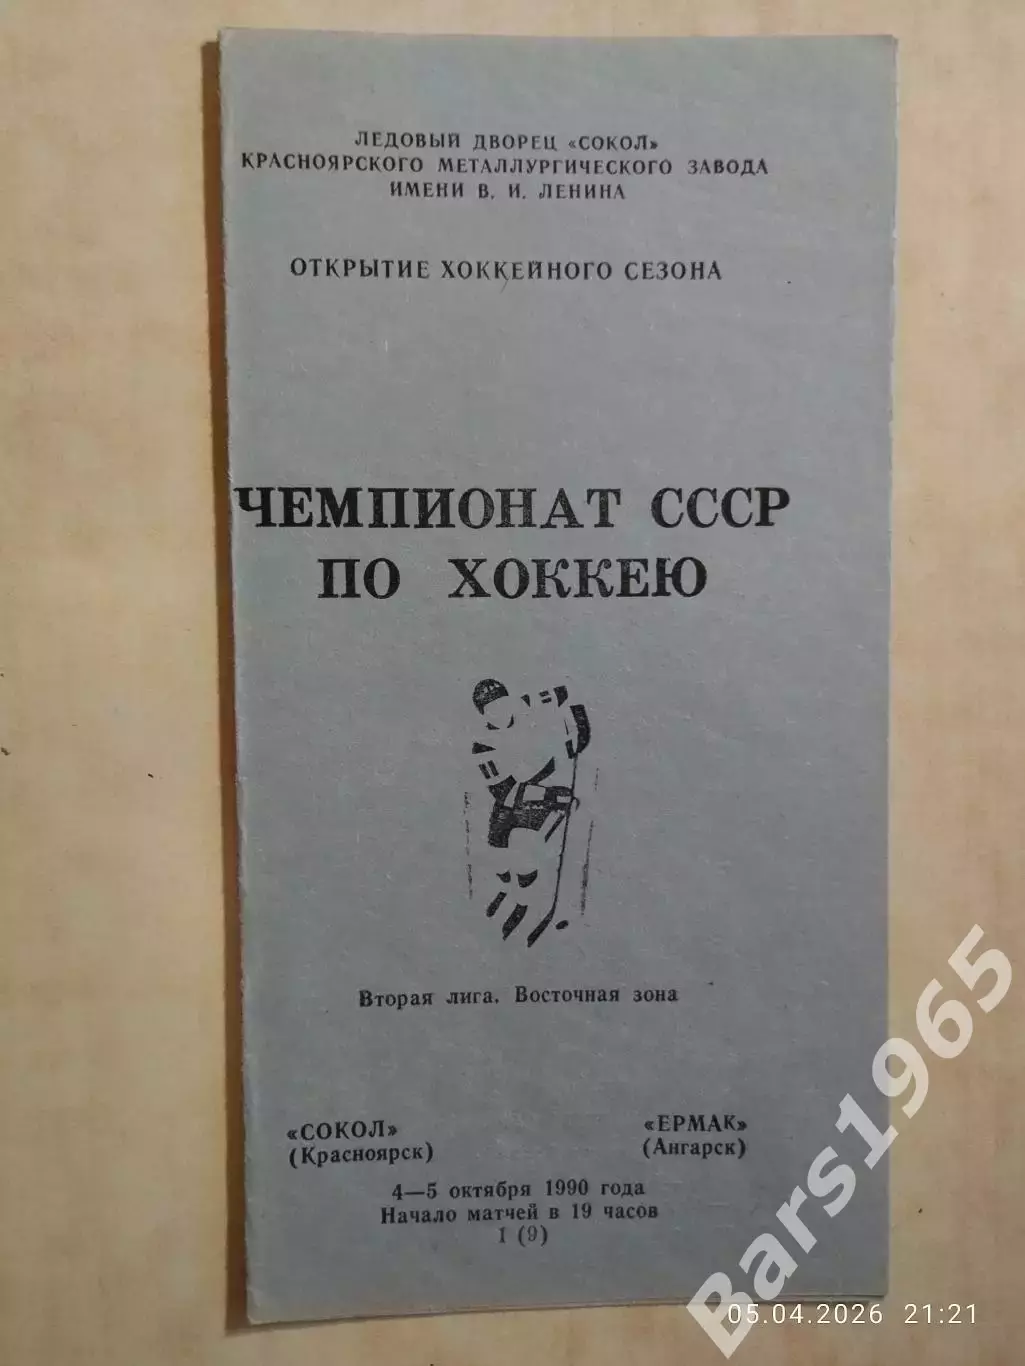 ЛЕДОВЫЙ ДВОРЕЦ «СОКОЛ»
КРАСНОЯРСКОГО МЕТАЛЛУРГИЧЕСКОГО ЗАВОДА
ИМЕНИ В. И. ЛЕНИНА
ОТКРЫТИЕ ХОККЕЙНОГО СЕЗОНА
ЧЕМПИОНАТ СССР
ПО ХОККЕЮ
Вторая лига. Восточная зона
«СОКОЛ» «ЕРМАК»
(Красноярск) (Ангарск)
4—5 октября 1990 года
Начало матчей в 19 часов
1 (9)
Bars1965
05.04.2026 21:21